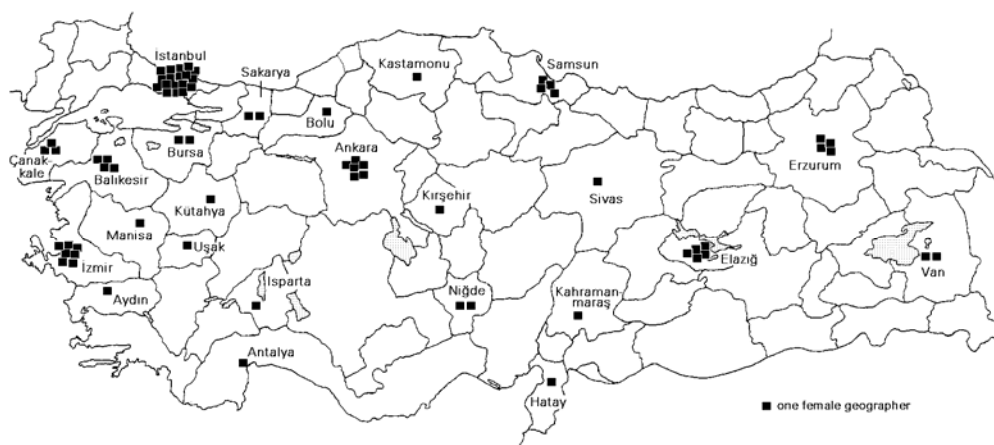 İstanbul
Sakarya
Kastamonu
Samsun
Bolu
Çanak-
kale
Balıkesir
Bursa
Ankara
Erzurum
Kütahya
Kırşehir
Sivas
Manisa
Uşak
Elazığ
Van
İzmir
Aydın
Isparta
Niğde
Kahraman-
maraş
Antalya
Hatay
one female geographer